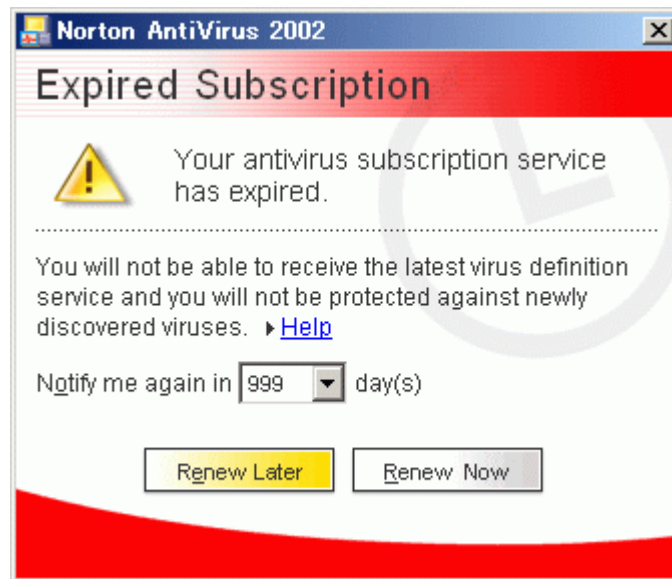 Norton AntiVirus 2002
Expired Subscription
Your antivirus subscription service
has expired.
You will not be able to receive the latest virus definition
service and you will not be protected against newly
discovered viruses. Help
Notify me again in 999 day(s)
Renew Later Renew Now